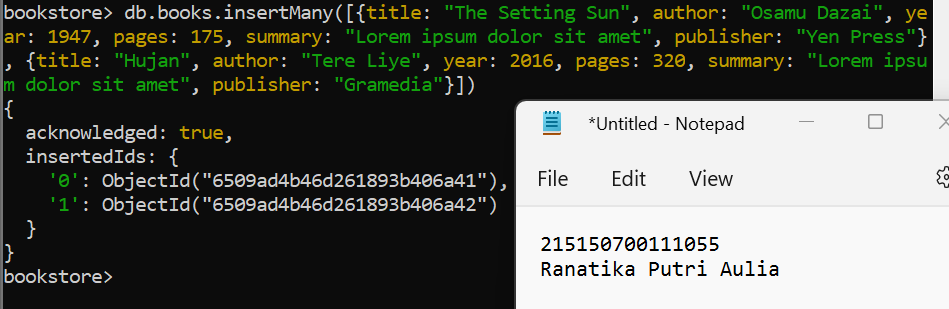 bookstore> db.books.insertMany([{title: "The Setting Sun", author: "Osamu Dazai", ye
ar: 1947, pages: 175, summary: "Lorem ipsum dolor sit amet", publisher: "Yen Press"}
, {title: "Hujan", author: "Tere Liye", year: 2016, pages: 320, summary: "Lorem ipsu
m dolor sit amet", publisher: "Gramedia"}])
{
  acknowledged: true,
  insertedIds: {
    '0': ObjectId("6509ad4b46d261893b406a41"),
    '1': ObjectId("6509ad4b46d261893b406a42")
  }
}
bookstore>
*Untitled - Notepad
File Edit View
215150700111055
Ranatika Putri Aulia